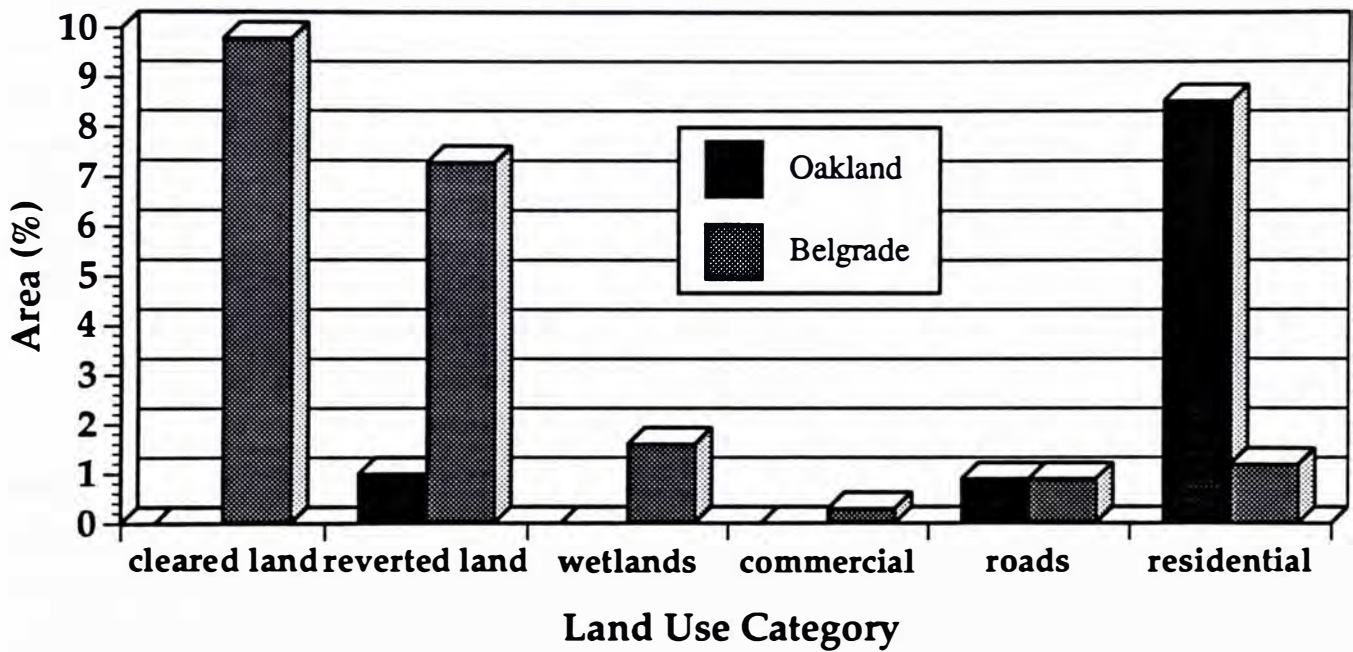 10
9
8
7
6
5
4
3
2
1
0
Area (%)
Oakland
Belgrade
cleared land reverted land wetlands commercial roads residential
Land Use Category